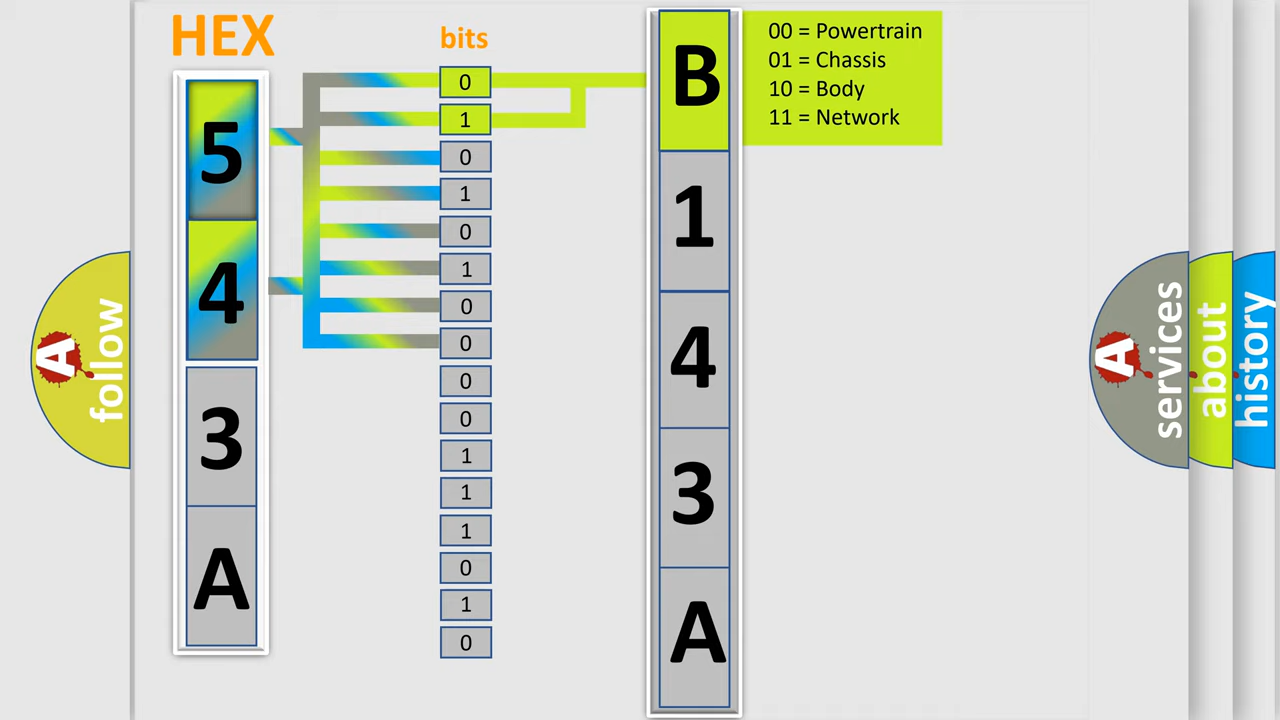 HEX
5
4
3
A
bits
0
1
0
1
0
1
0
0
0
0
1
1
1
0
1
0
B
1
4
3
A
00 = Powertrain
01 = Chassis
10 = Body
11 = Network
A
follow
A
services
about
history